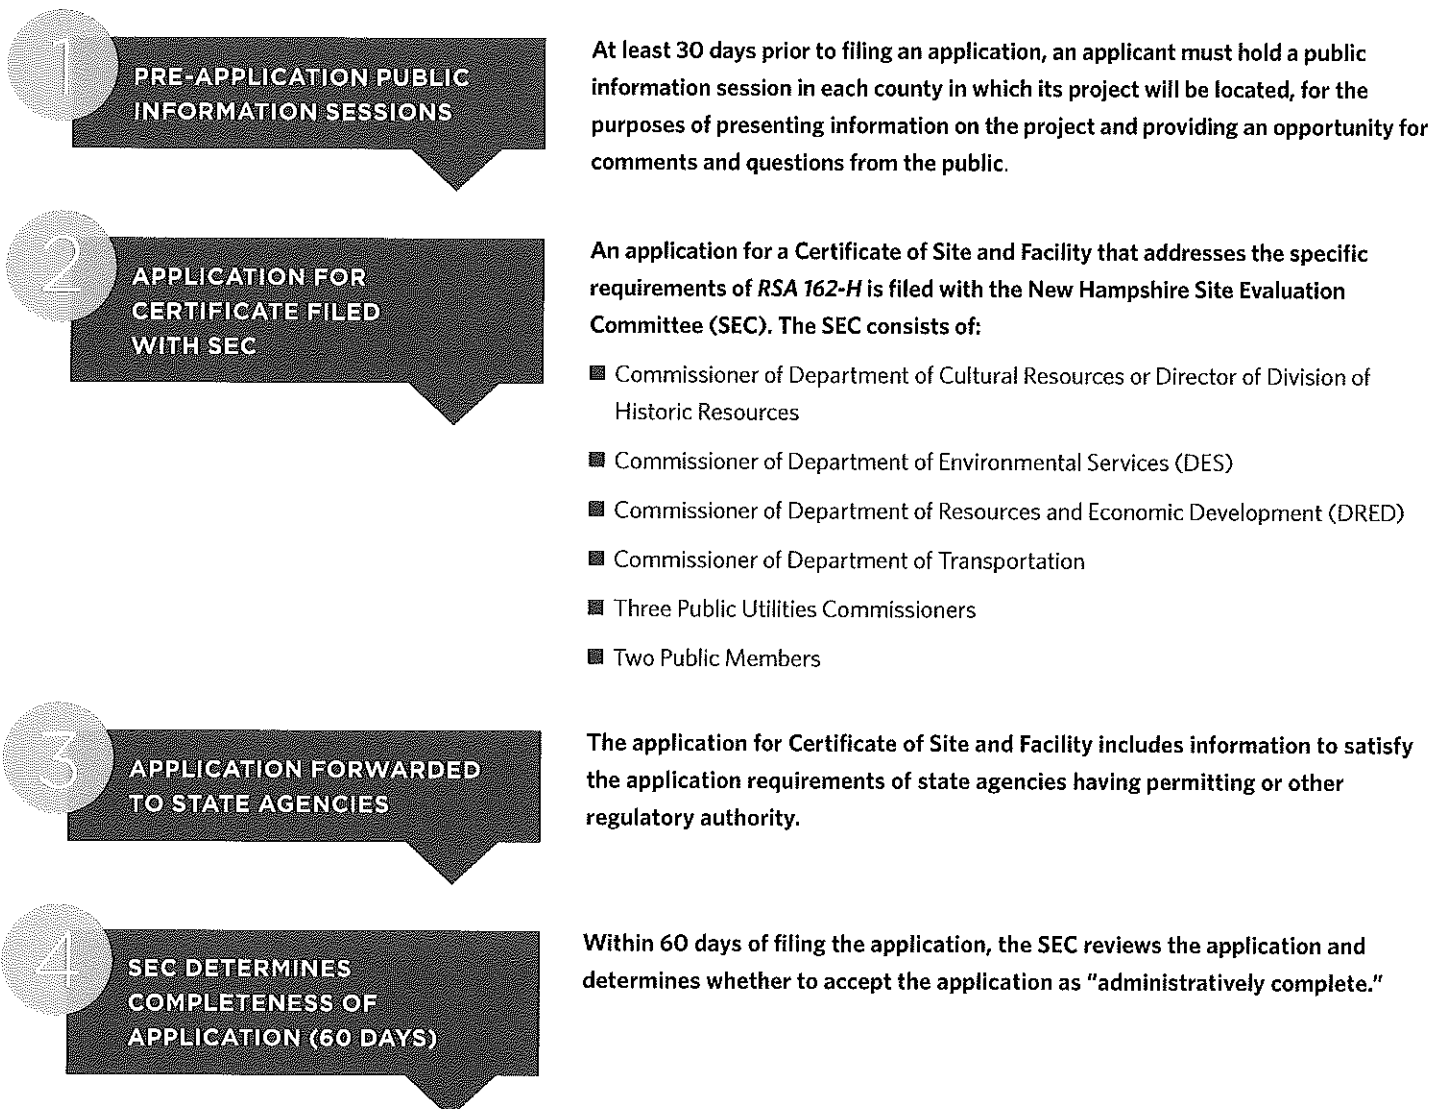 1
PRE-APPLICATION PUBLIC
INFORMATION SESSIONS
At least 30 days prior to filing an application, an applicant must hold a public
information session in each county in which its project will be located, for the
purposes of presenting information on the project and providing an opportunity for
comments and questions from the public.
2
APPLICATION FOR
CERTIFICATE FILED
WITH SEC
An application for a Certificate of Site and Facility that addresses the specific
requirements of RSA 162-H is filed with the New Hampshire Site Evaluation
Committee (SEC). The SEC consists of:
■ Commissioner of Department of Cultural Resources or Director of Division of
Historic Resources
■ Commissioner of Department of Environmental Services (DES)
■ Commissioner of Department of Resources and Economic Development (DRED)
■ Commissioner of Department of Transportation
■ Three Public Utilities Commissioners
■ Two Public Members
3
APPLICATION FORWARDED
TO STATE AGENCIES
The application for Certificate of Site and Facility includes information to satisfy
the application requirements of state agencies having permitting or other
regulatory authority.
4
SEC DETERMINES
COMPLETENESS OF
APPLICATION (60 DAYS)
Within 60 days of filing the application, the SEC reviews the application and
determines whether to accept the application as "administratively complete."